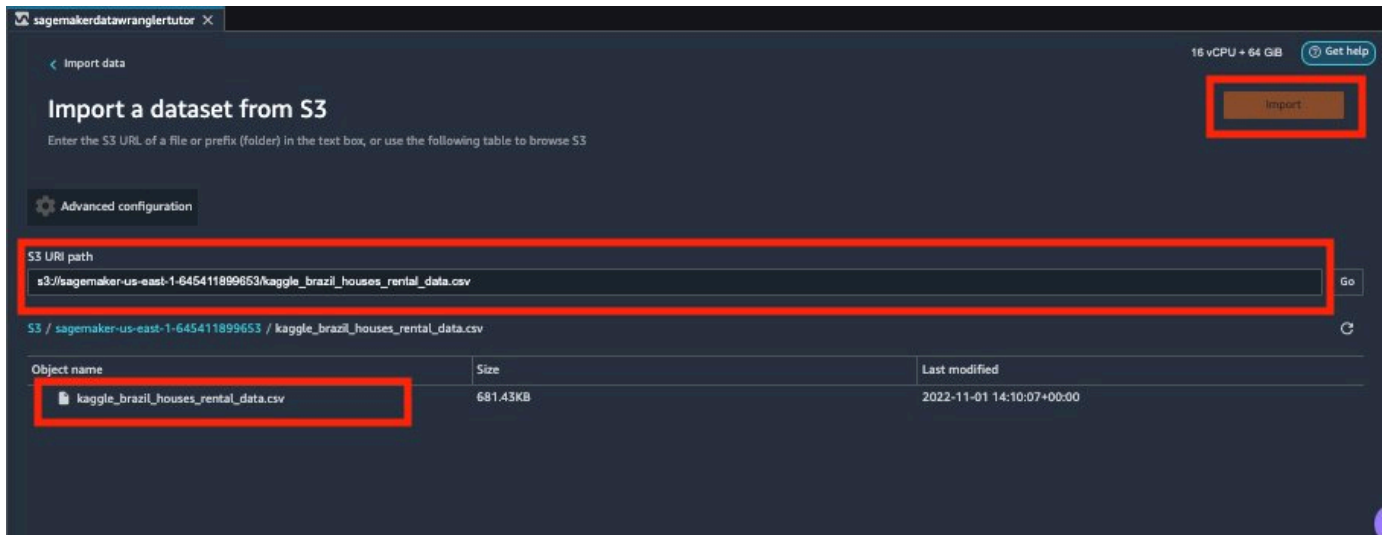 sagemakerdatawranglertutor
Import data
16 vCPU + 64 GiB
Get help
Import a dataset from S3
Import
Enter the S3 URL of a file or prefix (folder) in the text box, or use the following table to browse S3
Advanced configuration
S3 URI path
s3://sagemaker-us-east-1-645411899653/kaggle_brazil_houses_rental_data.csv
Go
S3 / sagemaker-us-east-1-645411899653 / kaggle_brazil_houses_rental_data.csv
Object name Size Last modified
kaggle_brazil_houses_rental_data.csv 681.43KB 2022-11-01 14:10:07+00:00